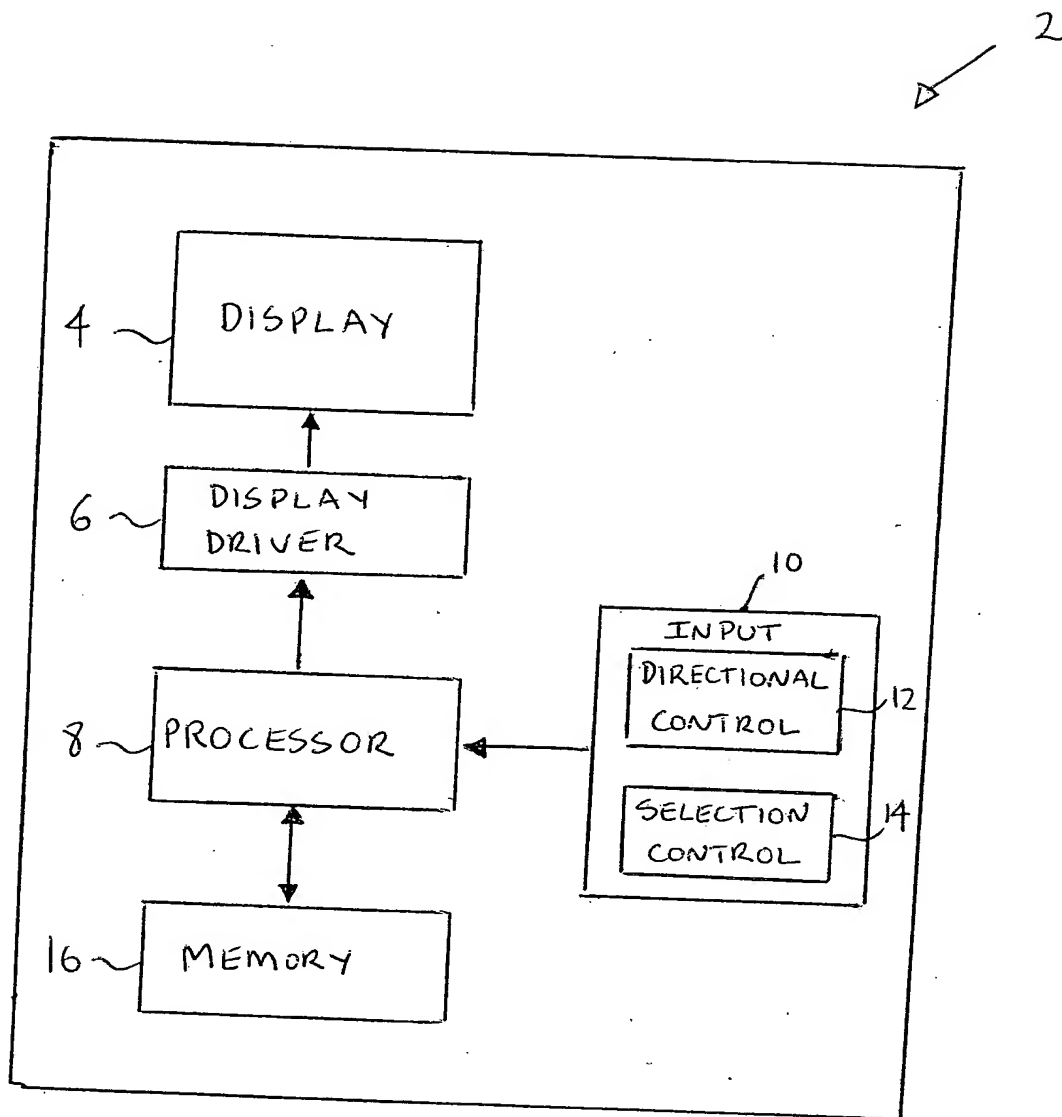 2
4
DISPLAY
6
DISPLAY
DRIVER
10
INPUT
DIRECTIONAL
CONTROL
12
8
PROCESSOR
SELECTION
CONTROL
14
16
MEMORY